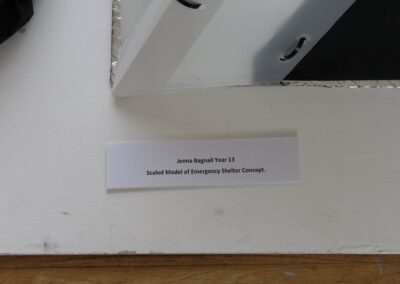 Jenna Bagnall Year 13
Scaled Model of Emergency Shelter Concept.